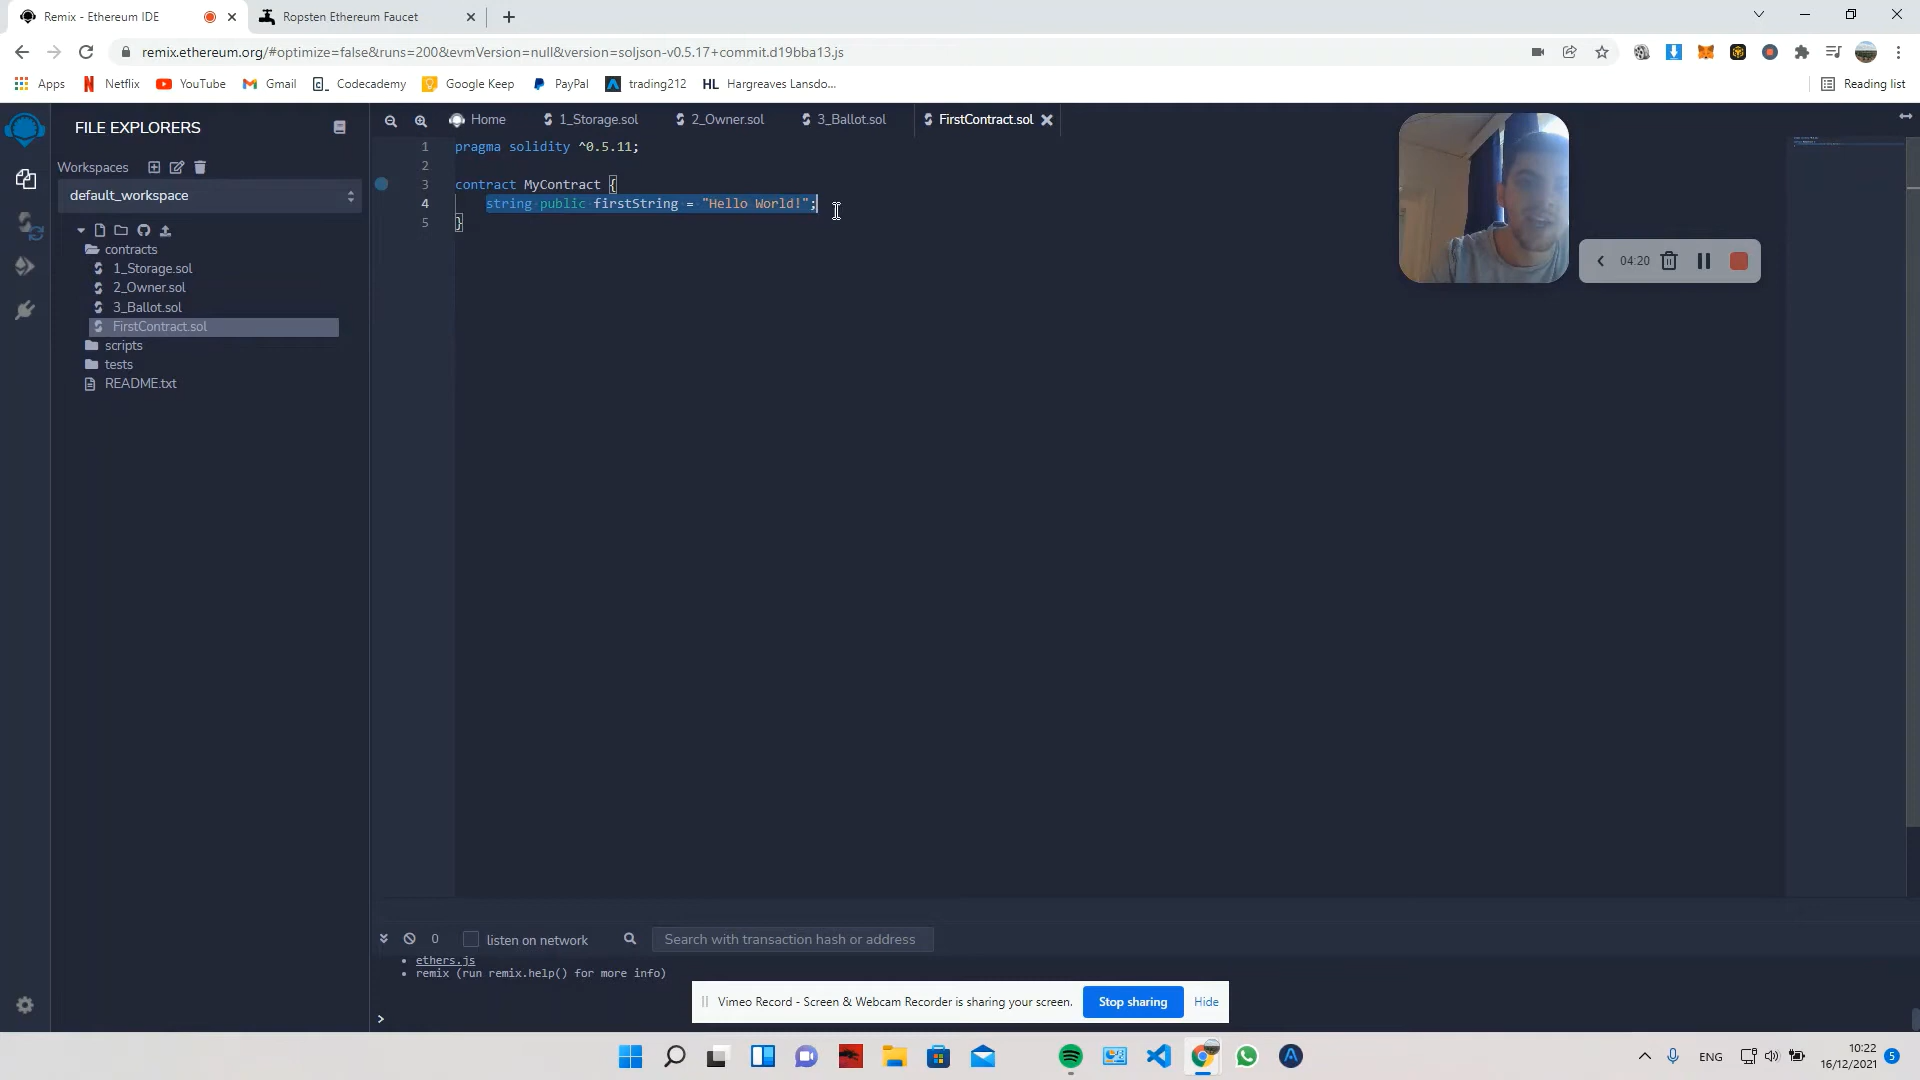 Remix - Ethereum IDE
Ropsten Ethereum Faucet
remix.ethereum.org/#optimize=false&runs=200&evmVersion=null&version=soljson-v0.5.17+commit.d19bba13.js
Apps
Netflix
YouTube
Gmail
Codecademy
Google Keep
PayPal
trading212
HL Hargreaves Lansdo...
Reading list
FILE EXPLORERS
Workspaces
default_workspace
contracts
1_Storage.sol
2_Owner.sol
3_Ballot.sol
FirstContract.sol
scripts
tests
README.txt
Home
1_Storage.sol
2_Owner.sol
3_Ballot.sol
FirstContract.sol
1 pragma solidity ^0.5.11;
2
3 contract MyContract {
4 string public firstString = "Hello World!";
5 }
04:20
0
listen on network
Search with transaction hash or address
ethers.js
remix (run remix.help() for more info)
>
Vimeo Record - Screen & Webcam Recorder is sharing your screen.
Stop sharing
Hide
ENG
10:22
16/12/2021
5